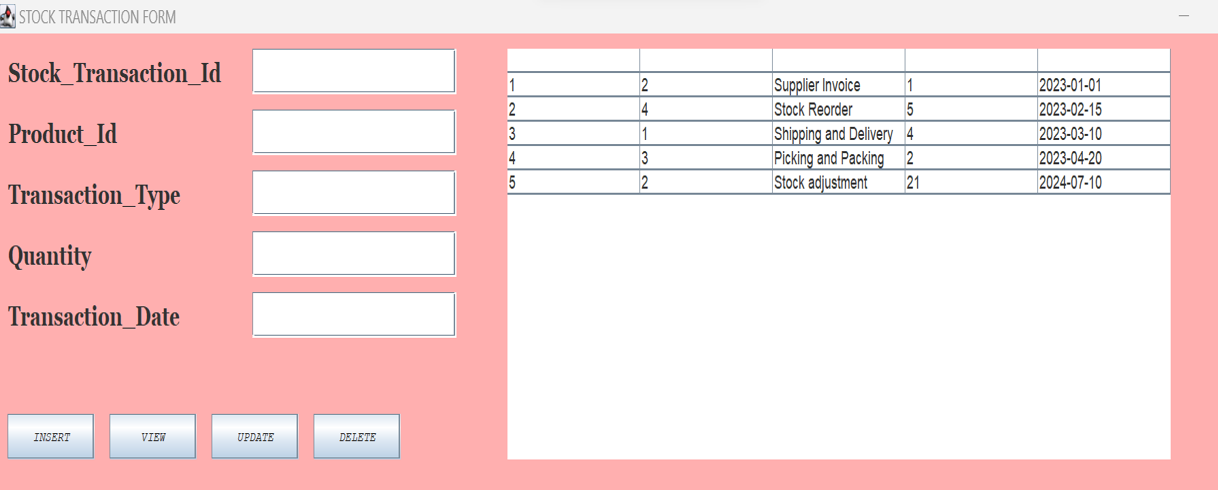 STOCK TRANSACTION FORM
Stock_Transaction_Id
Product_Id
Transaction_Type
Quantity
Transaction_Date
INSERT VIEW UPDATE DELETE
1 2 Supplier Invoice 1 2023-01-01
2 4 Stock Reorder 5 2023-02-15
3 1 Shipping and Delivery 4 2023-03-10
4 3 Picking and Packing 2 2023-04-20
5 2 Stock adjustment 21 2024-07-10